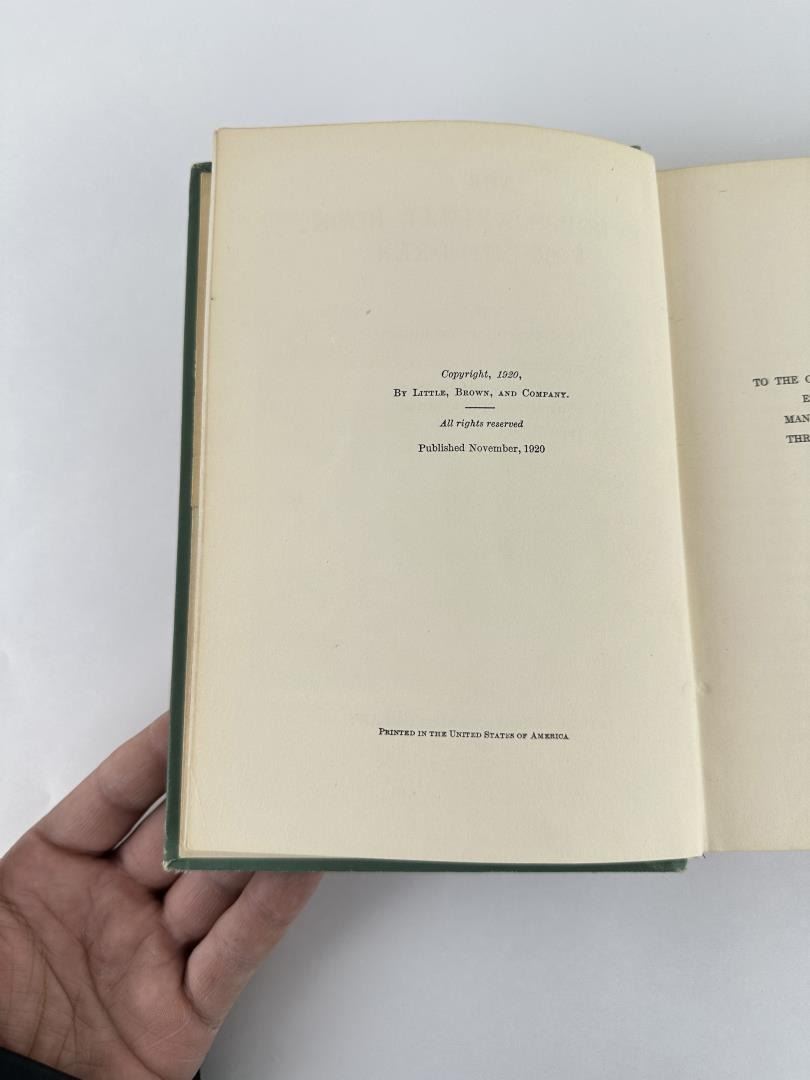 Copyright, 1920,
By Little, Brown, and Company.
All rights reserved
Published November, 1920
Printed in the United States of America
TO THE
MAN
THR